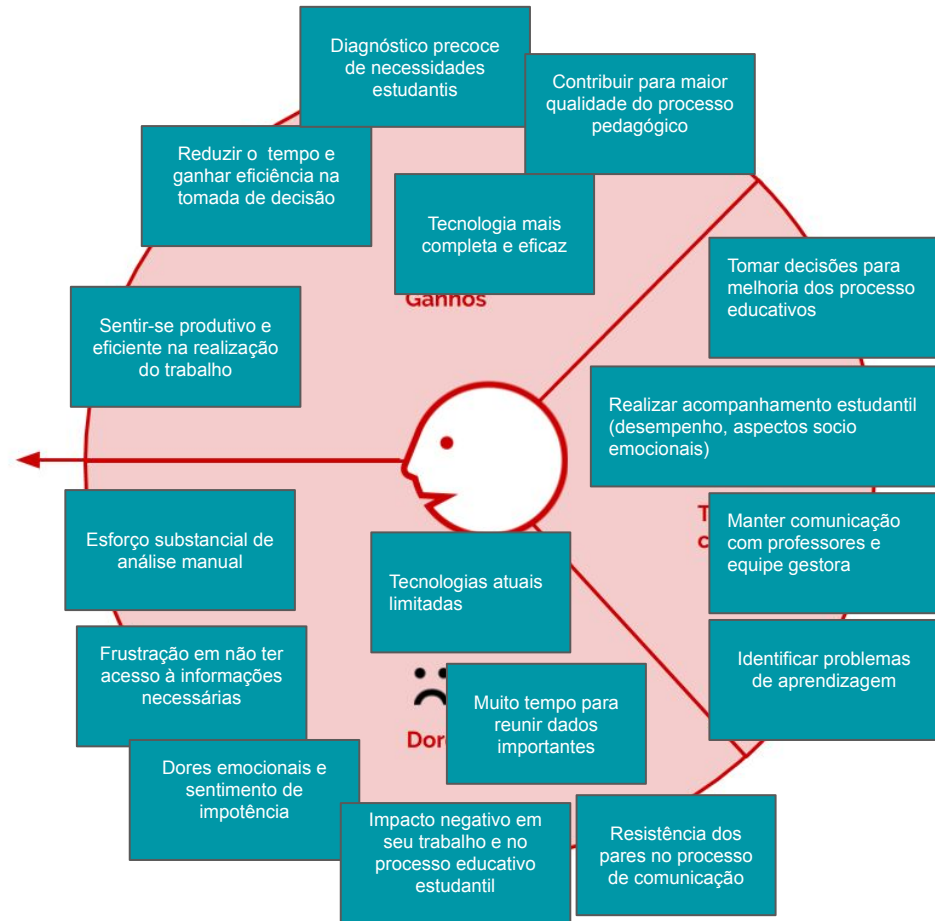 Diagnóstico precoce
de necessidades
estudantis
Contribuir para maior
qualidade do processo
pedagógico
Reduzir o tempo e
ganhar eficiência na
tomada de decisão
Tecnologia mais
completa e eficaz
Ganhos
Tomar decisões para
melhoria dos processo
educativos
Sentir-se produtivo e
eficiente na realização
do trabalho
Realizar acompanhamento estudantil
(desempenho, aspectos socio
emocionais)
Esforço substancial de
análise manual
T
c
Manter comunicação
com professores e
equipe gestora
Tecnologias atuais
limitadas
Frustração em não ter
acesso à informações
necessárias
Identificar problemas
de aprendizagem
Dor
Muito tempo para
reunir dados
importantes
Dores emocionais e
sentimento de
impotência
Impacto negativo em
seu trabalho e no
processo educativo
estudantil
Resistência dos
pares no processo
de comunicação